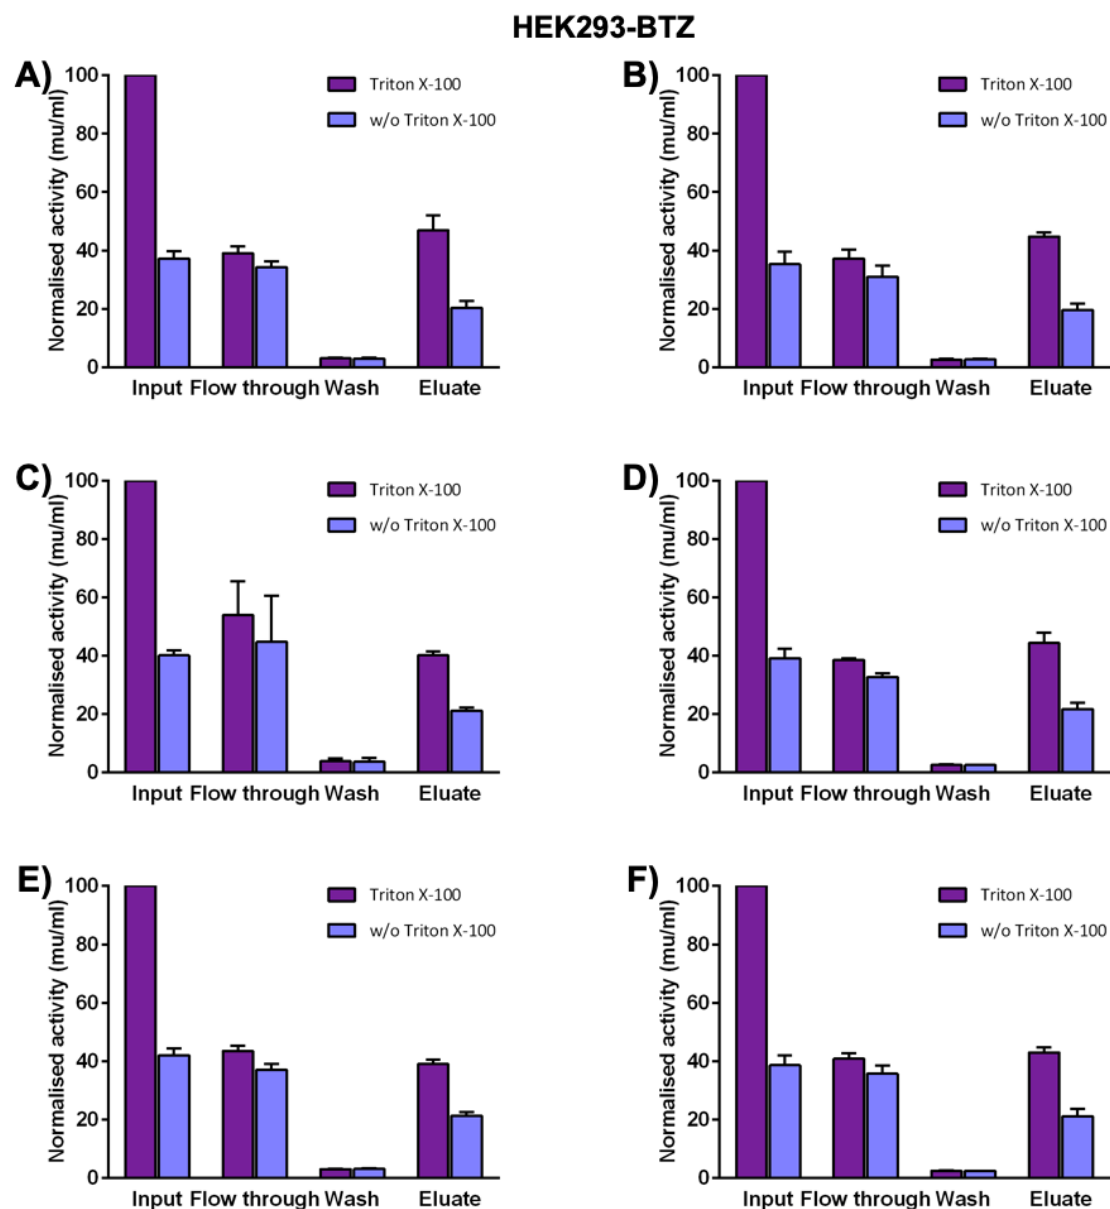 HEK293-BTZ
A)
Normalised activity (mu/ml)
100
80
60
40
20
0
Triton X-100
w/o Triton X-100
Input Flow through Wash Eluate
B)
Normalised activity (mu/ml)
100
80
60
40
20
0
Triton X-100
w/o Triton X-100
Input Flow through Wash Eluate
C)
Normalised activity (mu/ml)
100
80
60
40
20
0
Triton X-100
w/o Triton X-100
Input Flow through Wash Eluate
D)
Normalised activity (mu/ml)
100
80
60
40
20
0
Triton X-100
w/o Triton X-100
Input Flow through Wash Eluate
E)
Normalised activity (mu/ml)
100
80
60
40
20
0
Triton X-100
w/o Triton X-100
Input Flow through Wash Eluate
F)
Normalised activity (mu/ml)
100
80
60
40
20
0
Triton X-100
w/o Triton X-100
Input Flow through Wash Eluate